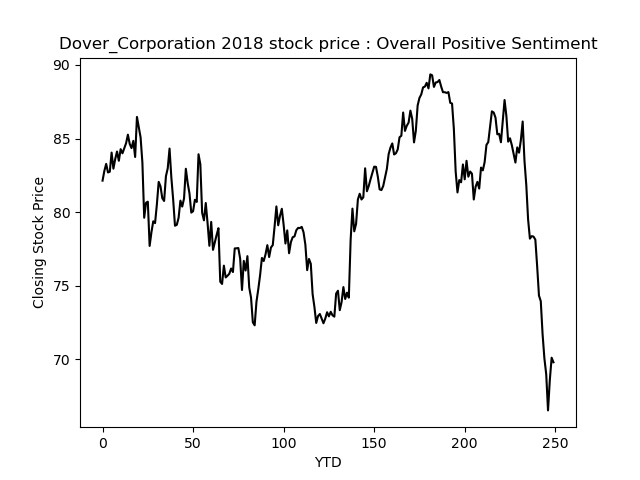 Dover_Corporation 2018 stock price : Overall Positive Sentiment
90
85
80
75
70
Closing Stock Price
0 50 100 150 200 250
YTD